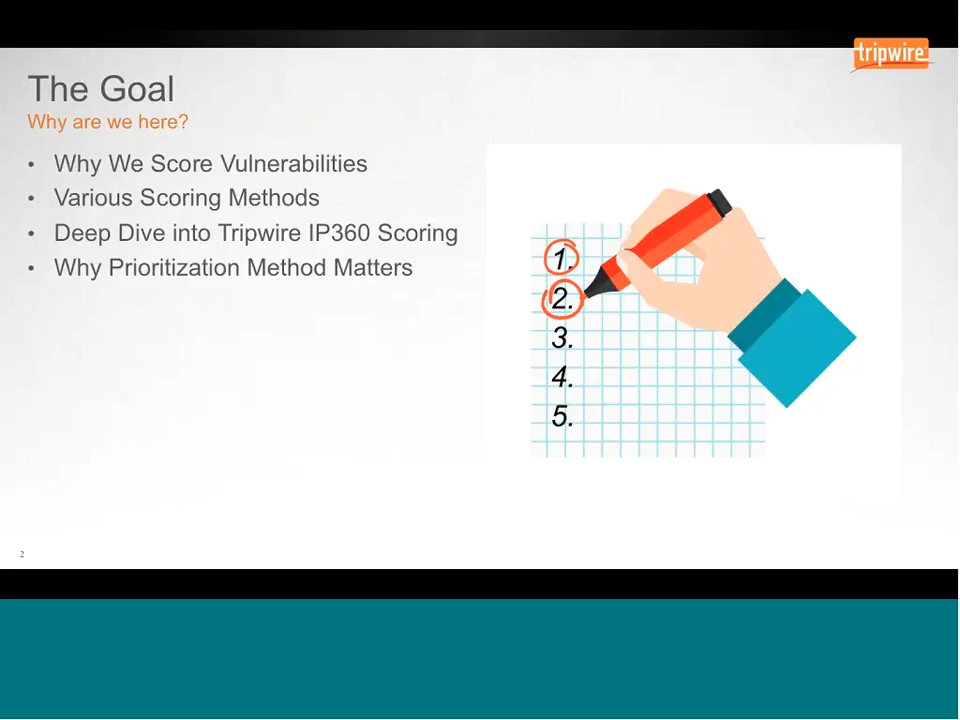 tripwire
The Goal
Why are we here?
• Why We Score Vulnerabilities
• Various Scoring Methods
• Deep Dive into Tripwire IP360 Scoring
• Why Prioritization Method Matters
1.
2.
3.
4.
5.
2